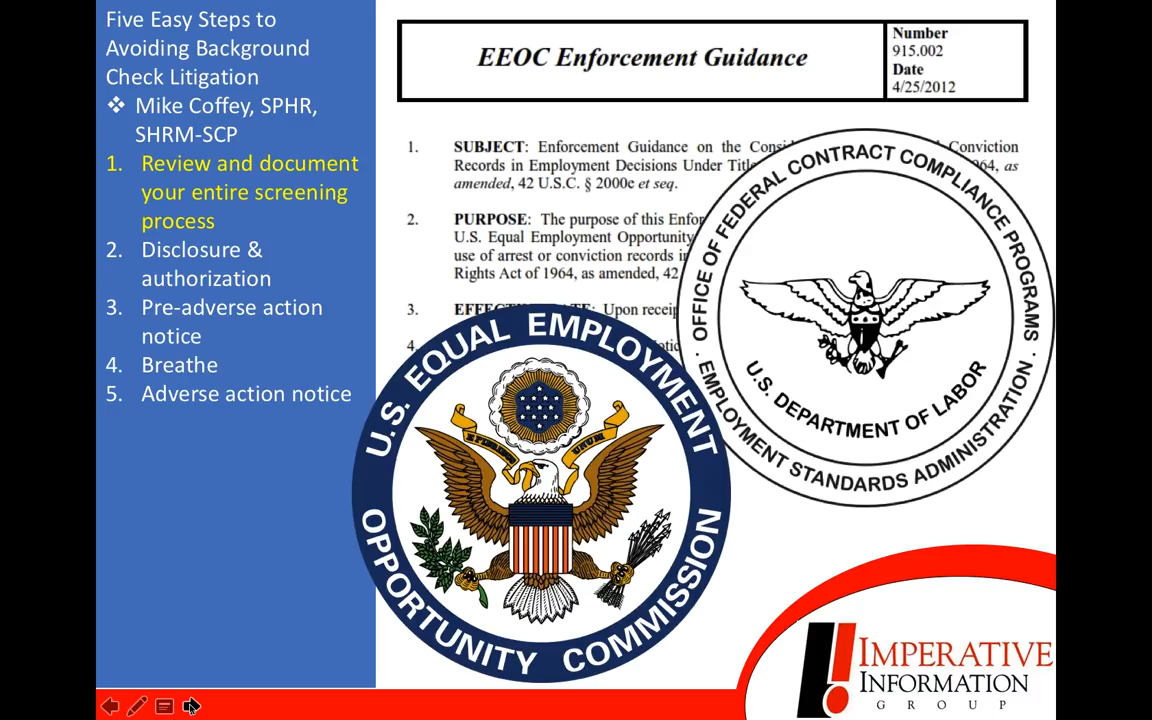 Five Easy Steps to
Avoiding Background
Check Litigation
❖ Mike Coffey, SPHR,
SHRM-SCP
1. Review and document
your entire screening
process
2. Disclosure &
authorization
3. Pre-adverse action
notice
4. Breathe
5. Adverse action notice
EEOC Enforcement Guidance
Number
915.002
Date
4/25/2012
1. SUBJECT: Enforcement Guidance on the Conviction
Records in Employment Decisions Under 1964, as
amended, 42 U.S.C. § 2000e et seq.
2. PURPOSE: The purpose of this
U.S. Equal Employment Opportunity
use of arrest or conviction records
Rights Act of 1964, as amended, 42
3. Upon
4.
OFFICE OF FEDERAL CONTRACT COMPLIANCE PROGRAMS
EMPLOYMENT STANDARDS ADMINISTRATION
U.S. DEPARTMENT OF LABOR
U.S. EQUAL EMPLOYMENT
OPPORTUNITY COMMISSION
E PLURIBUS UNUM
IMPERATIVE
INFORMATION
GROUP